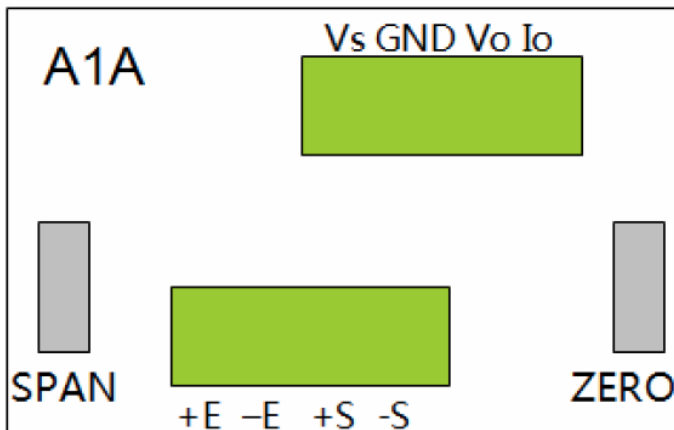 Vs GND Vo Io
A1A
SPAN
ZERO
+E –E +S -S